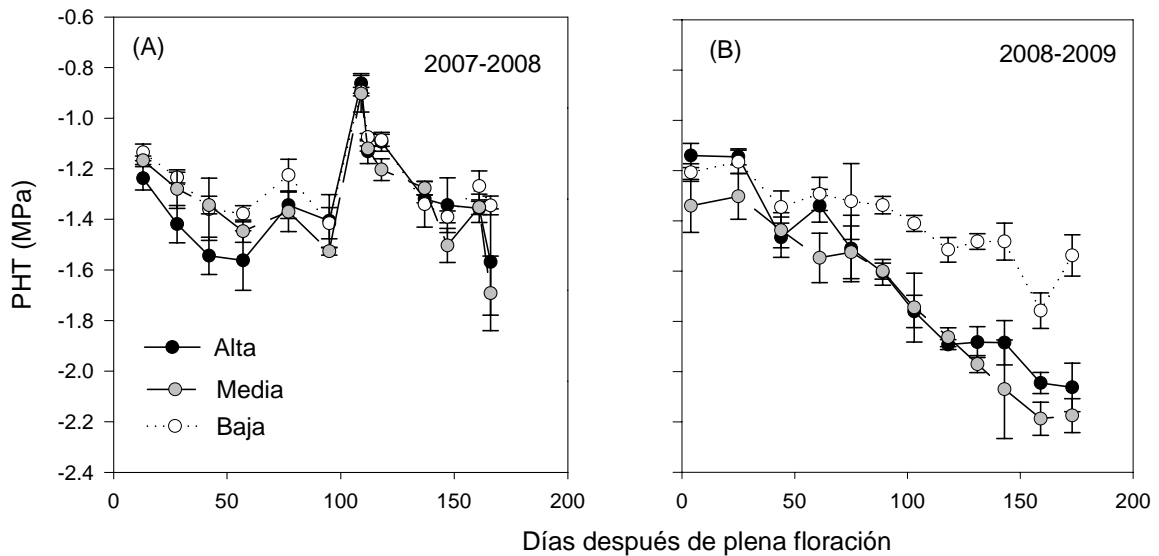 -0.6
(A)
2007-2008
(B)
2008-2009
-0.8
-1.0
-1.2
-1.4
-1.6
-1.8
-2.0
-2.2
-2.4
PHT (MPa)
Alta
Media
Baja
0 50 100 150 200
0 50 100 150 200
Días después de plena floración